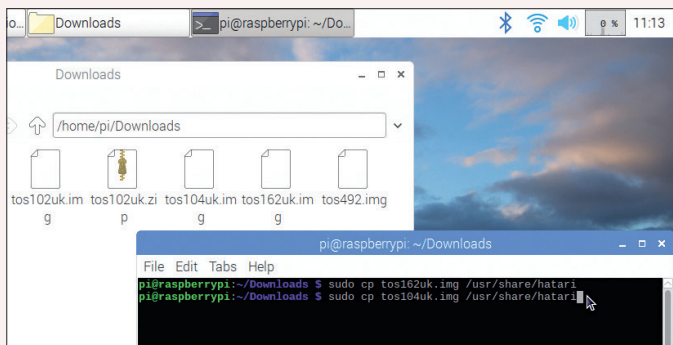 io... Downloads pi@raspberrypi: ~/Do... 0 % 11:13
Downloads
/home/pi/Downloads
tos102uk.im tos102uk.zi tos104uk.im tos162uk.im tos492.img
g p g g
pi@raspberrypi: ~/Downloads
File Edit Tabs Help
pi@raspberrypi:~/Downloads $ sudo cp tos162uk.img /usr/share/hatari
pi@raspberrypi:~/Downloads $ sudo cp tos104uk.img /usr/share/hatari